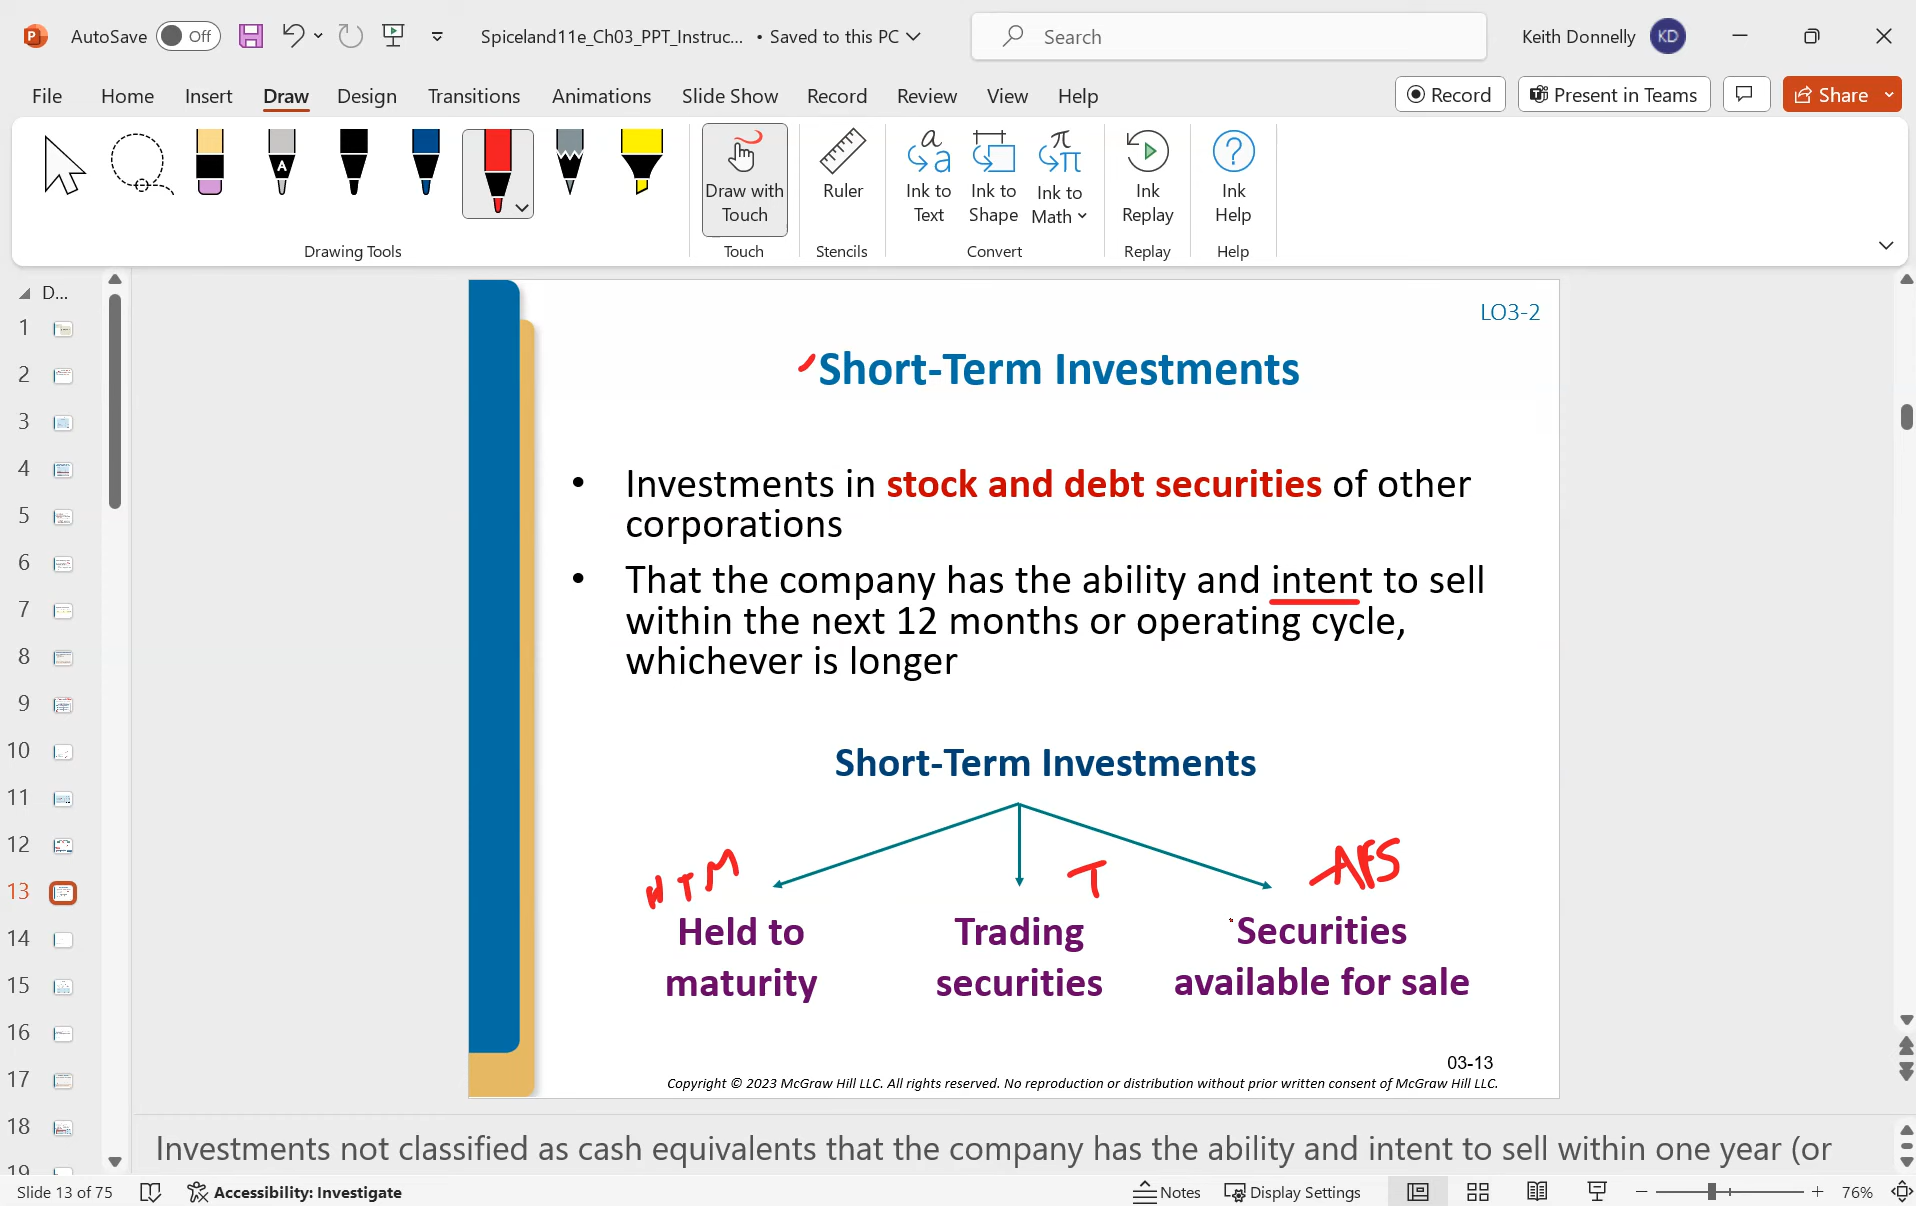 AutoSave Off Spiceland11e_Ch03_PPT_Instruc... • Saved to this PC Search Keith Donnelly KD
File Home Insert Draw Design Transitions Animations Slide Show Record Review View Help Record Present in Teams Share
Draw with Touch
Ruler
Ink to Text
Ink to Shape
Ink to Math
Ink Replay
Ink Help
Drawing Tools Touch Stencils Convert Replay Help
D...
1
2
3
4
5
6
7
8
9
10
11
12
13
14
15
16
17
18
19
LO3-2
Short-Term Investments
• Investments in stock and debt securities of other
corporations
• That the company has the ability and intent to sell
within the next 12 months or operating cycle,
whichever is longer
Short-Term Investments
HTM T AFS
Held to
maturity
Trading
securities
Securities
available for sale
03-13
Copyright © 2023 McGraw Hill LLC. All rights reserved. No reproduction or distribution without prior written consent of McGraw Hill LLC.
Investments not classified as cash equivalents that the company has the ability and intent to sell within one year (or
Slide 13 of 75 Accessibility: Investigate Notes Display Settings 76%